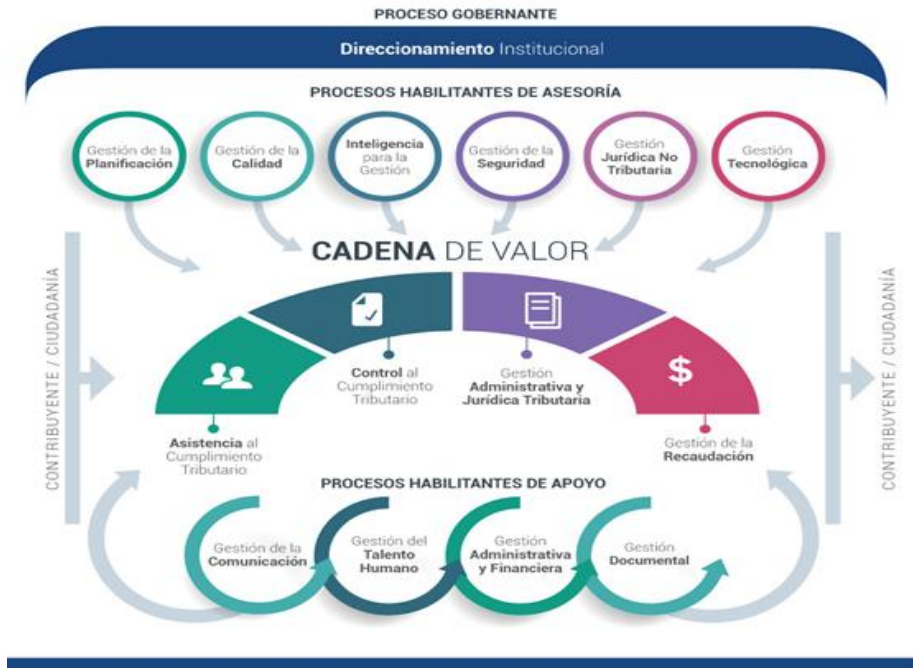 PROCESO GOBERNANTE
Direccionamiento Institucional
PROCESOS HABILITANTES DE ASESORÍA
Gestión de la
Planificación
Gestión de la
Calidad
Inteligencia
para la
Gestión
Gestión de la
Seguridad
Gestión
Jurídica No
Tributaria
Gestión
Tecnológica
CADENA DE VALOR
CONTRIBUYENTE / CIUDADANÍA
Asistencia al
Cumplimiento
Tributario
Control al
Cumplimiento
Tributario
Gestión
Administrativa y
Jurídica Tributaria
$
Gestión de la
Recaudación
CONTRIBUYENTE / CIUDADANÍA
PROCESOS HABILITANTES DE APOYO
Gestión de la
Comunicación
Gestión del
Talento
Humano
Gestión
Administrativa
y Financiera
Gestión
Documental